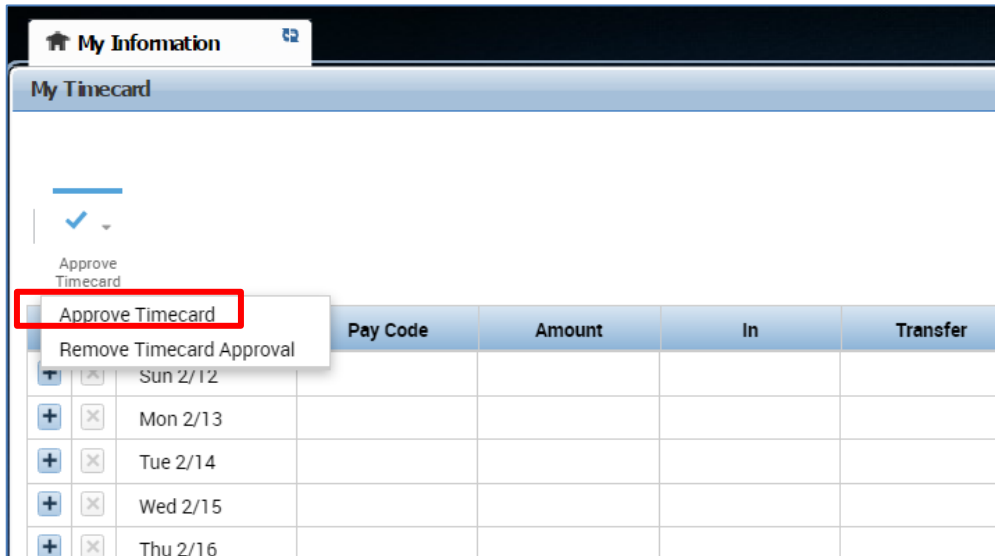 My Information
My Timecard
Approve
Timecard
Approve Timecard
Remove Timecard Approval
Pay Code Amount In Transfer
Sun 2/12
Mon 2/13
Tue 2/14
Wed 2/15
Thu 2/16